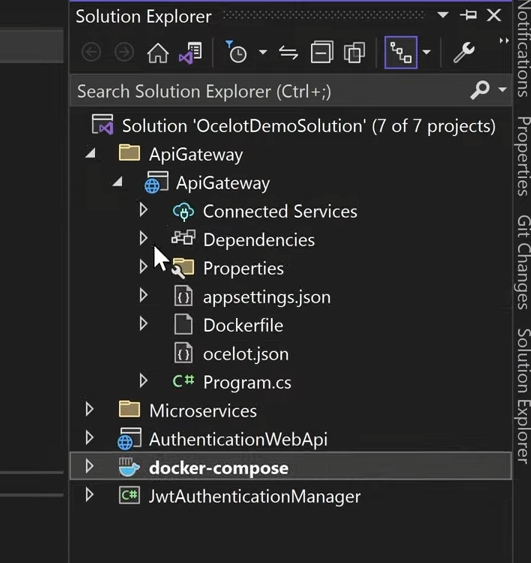 Solution Explorer
Search Solution Explorer (Ctrl+;)
Solution 'OcelotDemoSolution' (7 of 7 projects)
ApiGateway
ApiGateway
Connected Services
Dependencies
Properties
appsettings.json
Dockerfile
ocelot.json
C# Program.cs
Microservices
AuthenticationWebApi
docker-compose
C# JwtAuthenticationManager
Notifications
Properties
Git Changes
Solution Explorer